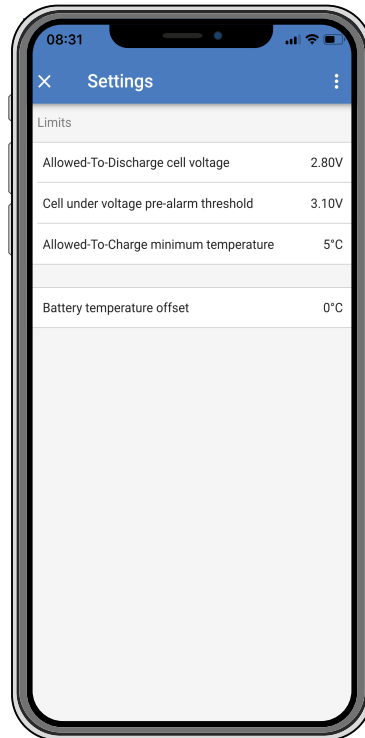 08:31
Settings
Limits
Allowed-To-Discharge cell voltage 2.80V
Cell under voltage pre-alarm threshold 3.10V
Allowed-To-Charge minimum temperature 5°C
Battery temperature offset 0°C